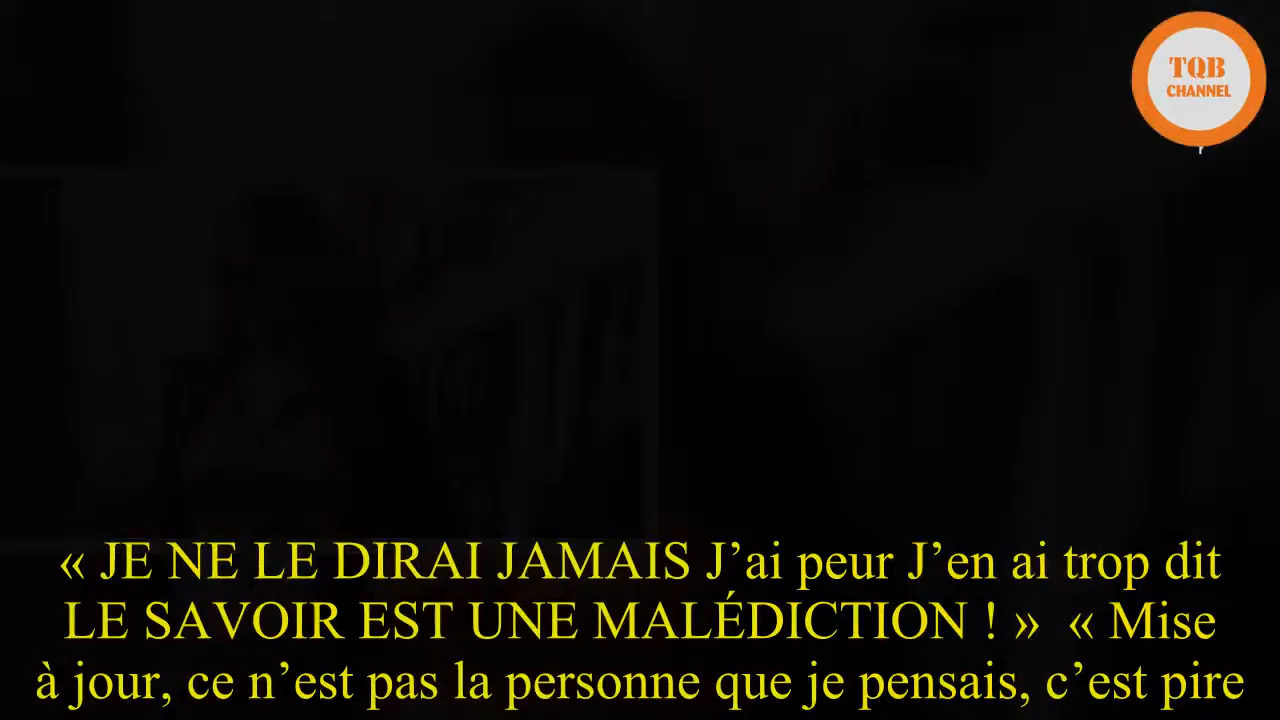 TQB
CHANNEL
« JE NE LE DIRAI JAMAIS J’ai peur J’en ai trop dit
LE SAVOIR EST UNE MALÉDICTION ! »  « Mise
à jour, ce n’est pas la personne que je pensais, c’est pire